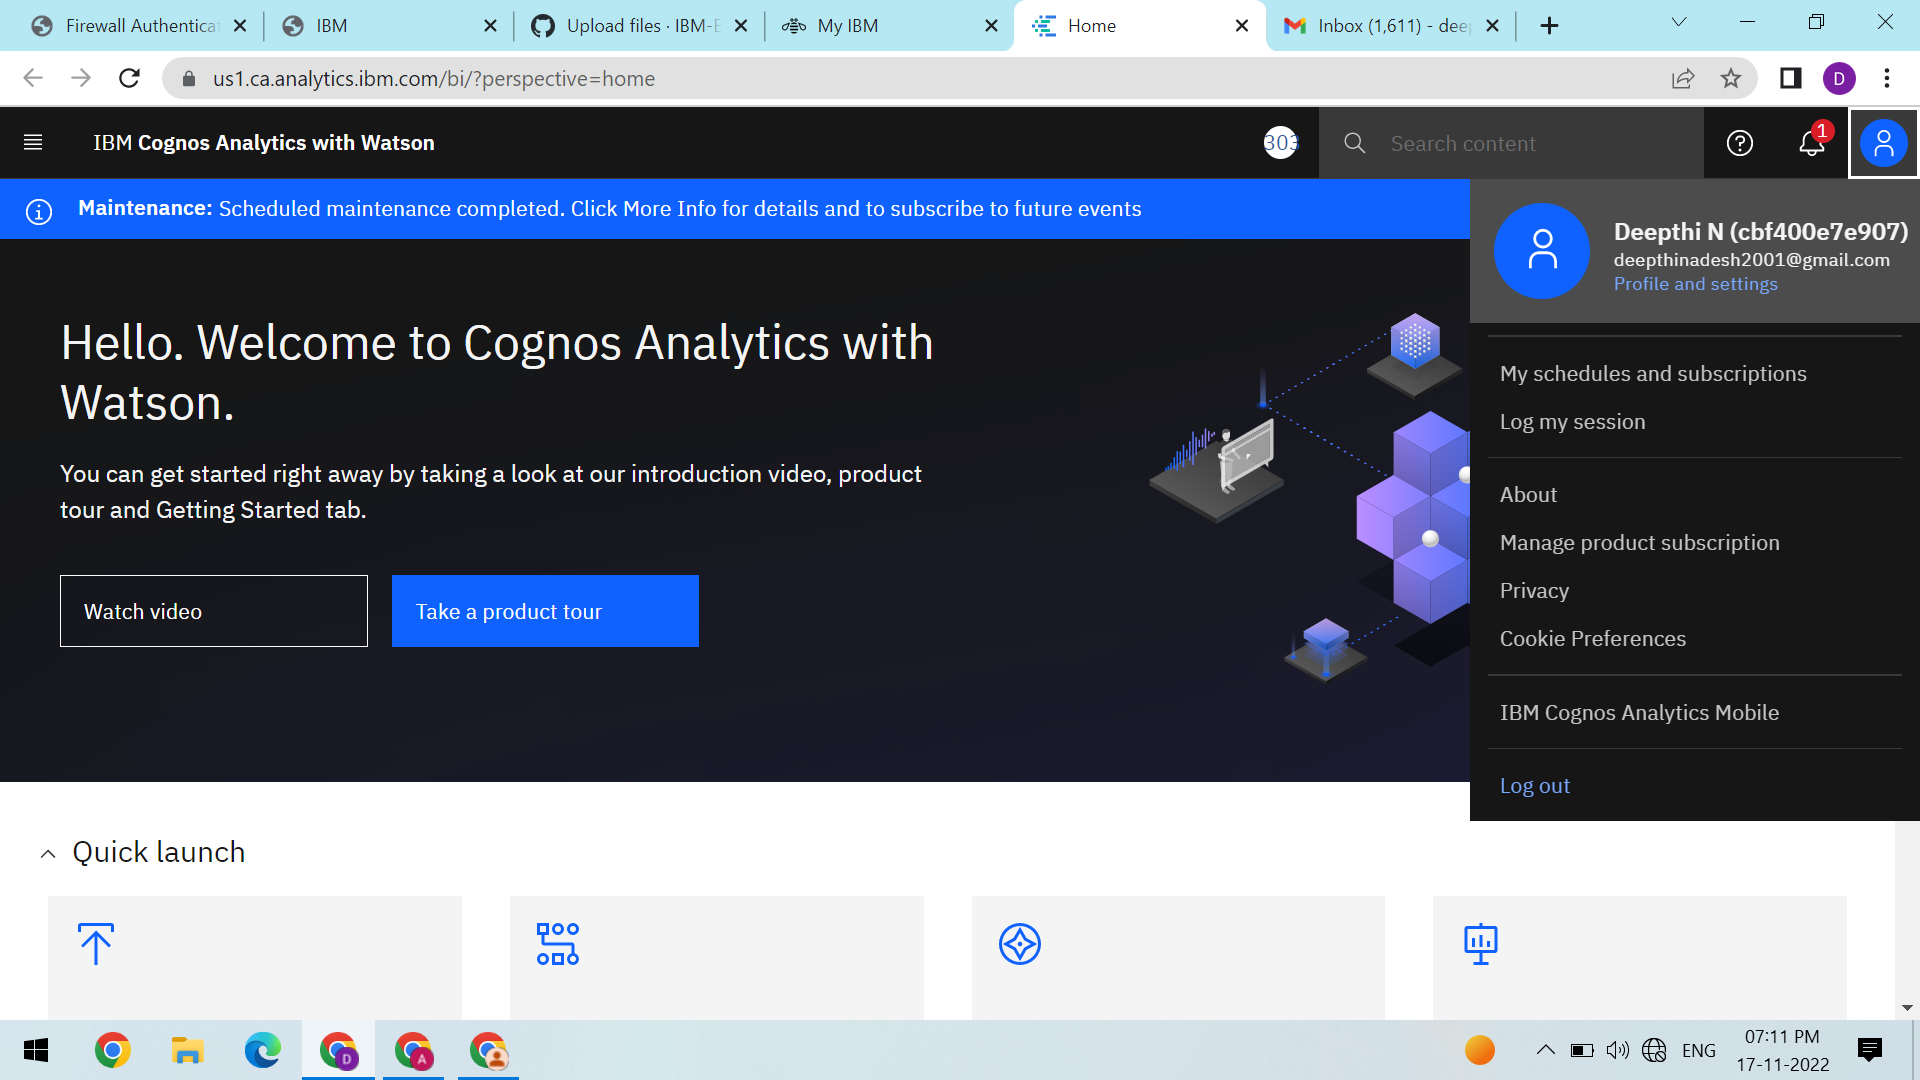 Firewall Authenticat
IBM
Upload files · IBM-E
My IBM
Home
Inbox (1,611) - deep
us1.ca.analytics.ibm.com/bi/?perspective=home
D
IBM Cognos Analytics with Watson
303
Search content
1
Maintenance: Scheduled maintenance completed. Click More Info for details and to subscribe to future events
Deepthi N (cbf400e7e907)
deepthinadesh2001@gmail.com
Profile and settings
Hello. Welcome to Cognos Analytics with
Watson.
You can get started right away by taking a look at our introduction video, product
tour and Getting Started tab.
Watch video
Take a product tour
My schedules and subscriptions
Log my session
About
Manage product subscription
Privacy
Cookie Preferences
IBM Cognos Analytics Mobile
Log out
Quick launch
D
A
ENG
07:11 PM
17-11-2022